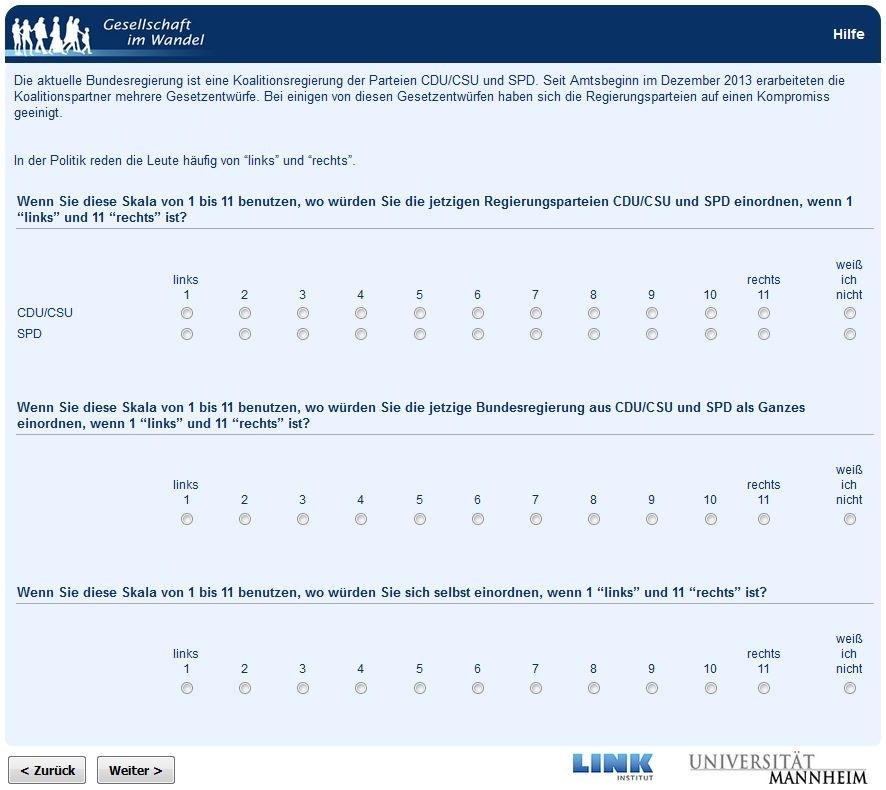 Gesellschaft
im Wandel
Hilfe
Die aktuelle Bundesregierung ist eine Koalitionsregierung der Parteien CDU/CSU und SPD. Seit Amtsbeginn im Dezember 2013 erarbeiteten die
Koalitionspartner mehrere Gesetzentwürfe. Bei einigen von diesen Gesetzentwürfen haben sich die Regierungsparteien auf einen Kompromiss
geeinigt.
In der Politik reden die Leute häufig von “links” und “rechts”.
Wenn Sie diese Skala von 1 bis 11 benutzen, wo würden Sie die jetzigen Regierungsparteien CDU/CSU und SPD einordnen, wenn 1
“links” und 11 “rechts” ist?
weiß
links rechts ich
1 2 3 4 5 6 7 8 9 10 11 nicht
CDU/CSU
SPD
Wenn Sie diese Skala von 1 bis 11 benutzen, wo würden Sie die jetzige Bundesregierung aus CDU/CSU und SPD als Ganzes
einordnen, wenn 1 “links” und 11 “rechts” ist?
weiß
links rechts ich
1 2 3 4 5 6 7 8 9 10 11 nicht
Wenn Sie diese Skala von 1 bis 11 benutzen, wo würden Sie sich selbst einordnen, wenn 1 “links” und 11 “rechts” ist?
weiß
links rechts ich
1 2 3 4 5 6 7 8 9 10 11 nicht
< Zurück Weiter >
LINK
INSTITUT
UNIVERSITÄT
MANNHEIM